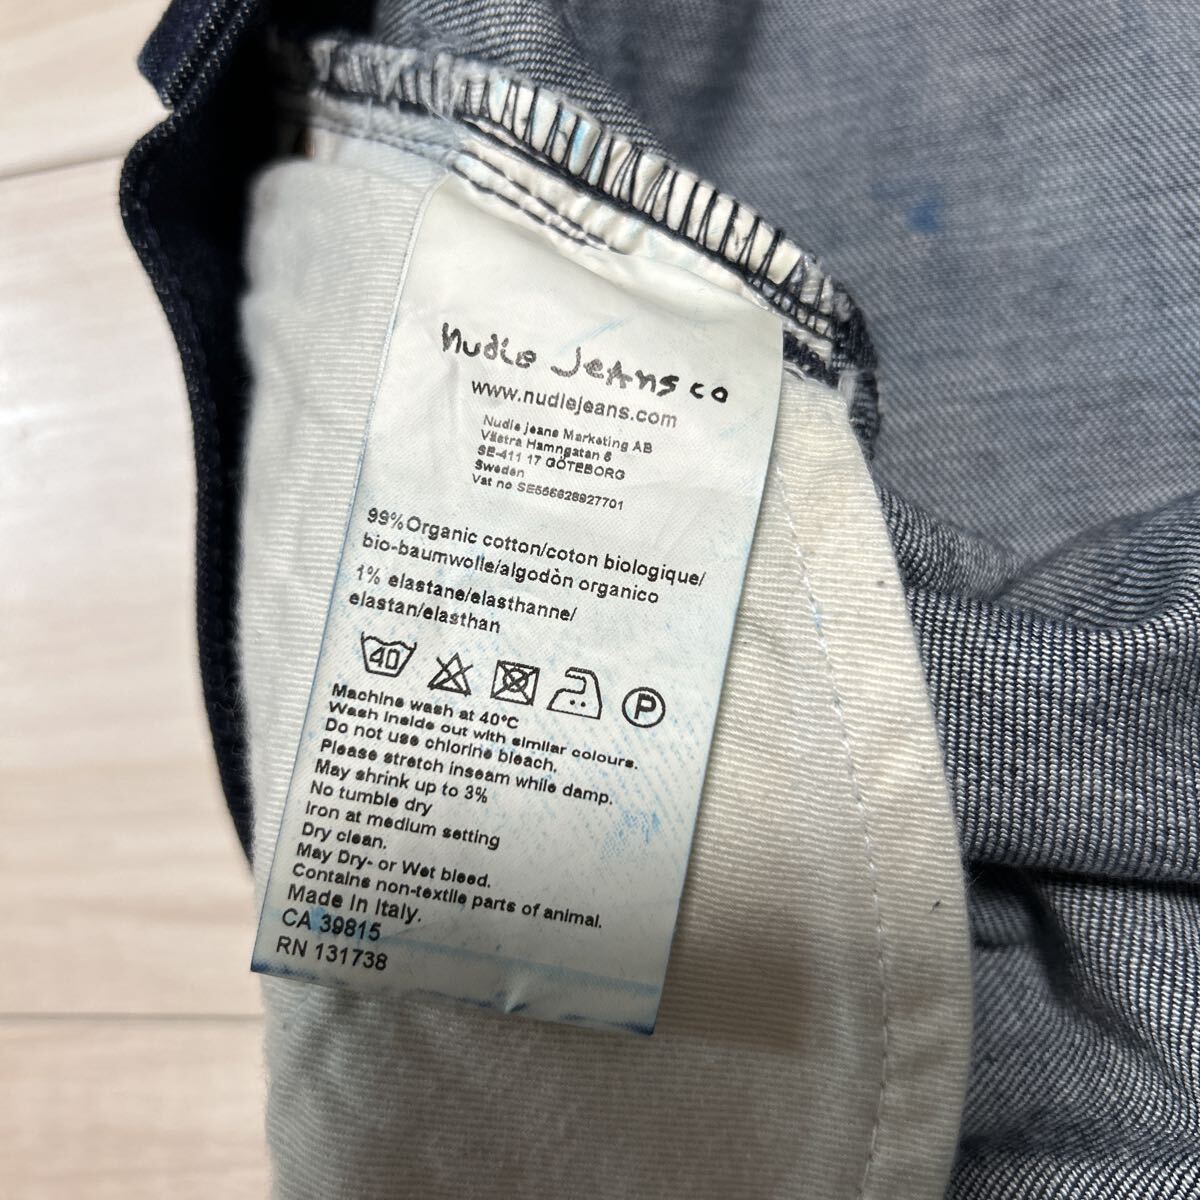 nudie jeans co
www.nudiejeans.com
Nudie jeans Marketing AB
Västra Hamngatan 6
SE-411 17 GÖTEBORG
Sweden
Vat no SE556628927701
99%Organic cotton/coton biologique/
bio-baumwolle/algodòn organico
1% elastane/elasthanne/
elastan/elasthan
40
P
Machine wash at 40°C
Wash inside out with similar colours.
Do not use chlorine bleach.
Please stretch inseam while damp.
May shrink up to 3%
No tumble dry
Iron at medium setting
Dry clean.
May Dry- or Wet bleed.
Contains non-textile parts of animal.
Made in Italy.
CA 39815
RN 131738